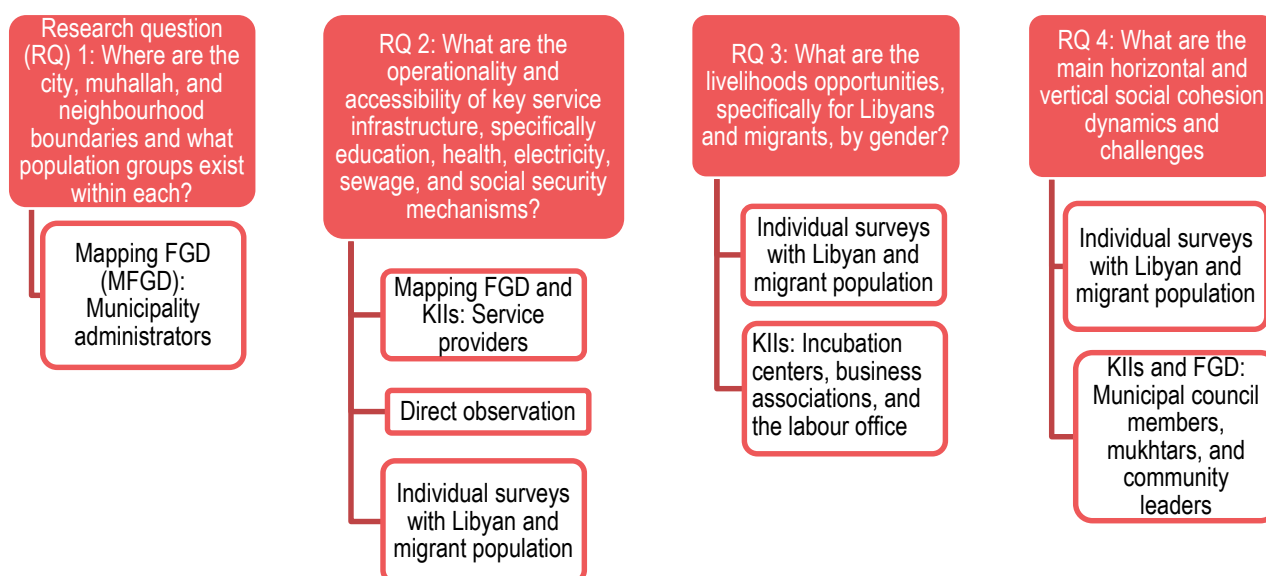 Research question
(RQ) 1: Where are the
city, muhallah, and
neighbourhood
boundaries and what
population groups exist
within each?
Mapping FGD
(MFGD):
Municipality
administrators
RQ 2: What are the
operationality and
accessibility of key service
infrastructure, specifically
education, health, electricity,
sewage, and social security
mechanisms?
Mapping FGD and
KIIs: Service
providers
Direct observation
Individual surveys
with Libyan and
migrant population
RQ 3: What are the
livelihoods opportunities,
specifically for Libyans
and migrants, by gender?
Individual surveys
with Libyan and
migrant population
KIIs: Incubation
centers, business
associations, and
the labour office
RQ 4: What are the
main horizontal and
vertical social cohesion
dynamics and
challenges
Individual surveys
with Libyan and
migrant population
KIIs and FGD:
Municipal council
members,
mukhtars, and
community
leaders